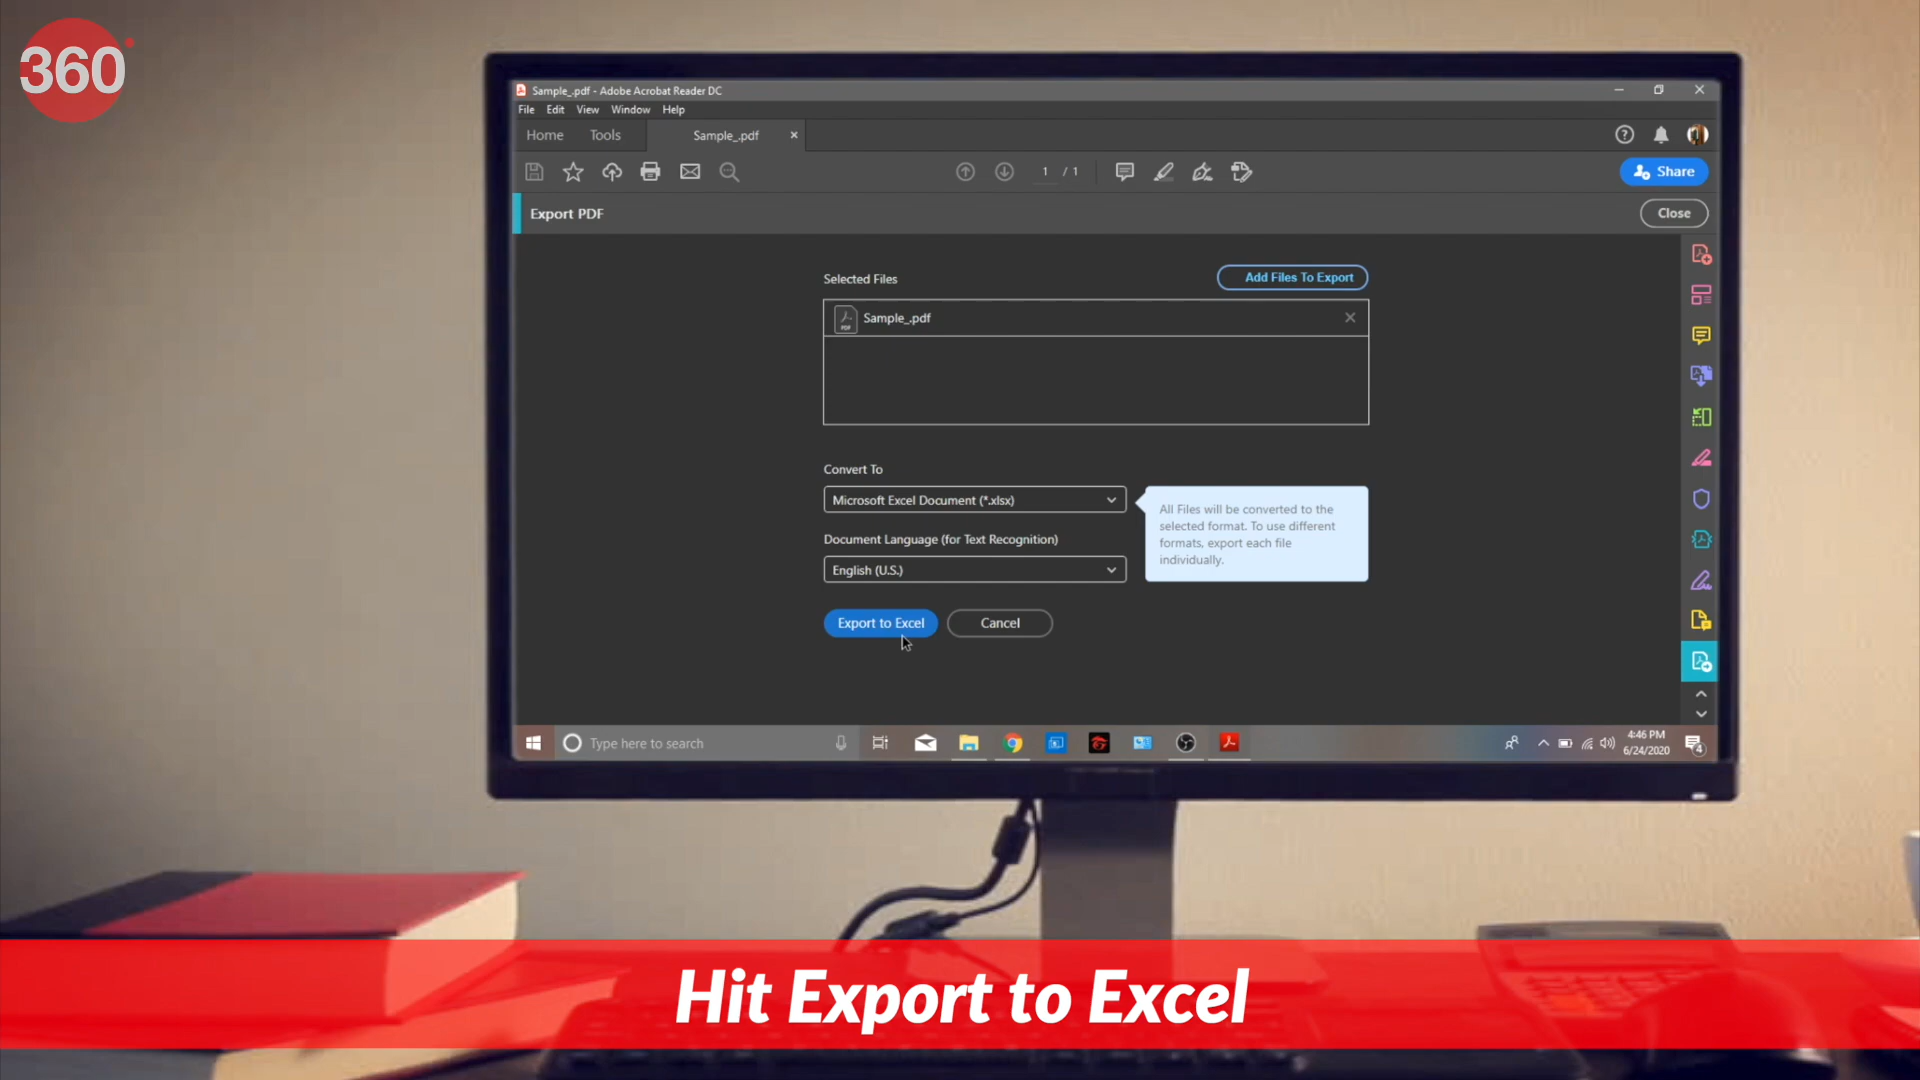 360
Sample_.pdf - Adobe Acrobat Reader DC
File Edit View Window Help
Home Tools Sample_.pdf
1 / 1
Share
Export PDF
Close
Selected Files
Add Files To Export
PDF
Sample_.pdf
Convert To
Microsoft Excel Document (*.xlsx)
All Files will be converted to the
selected format. To use different
formats, export each file
individually.
Document Language (for Text Recognition)
English (U.S.)
Export to Excel
Cancel
Type here to search
4:46 PM
6/24/2020
4
Hit Export to Excel